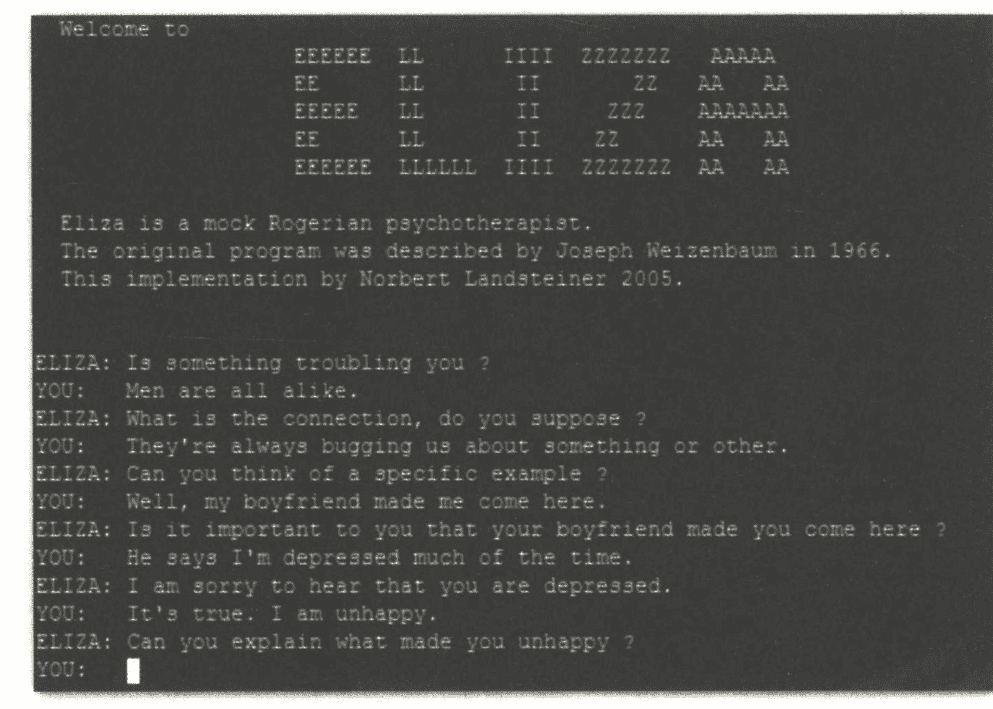 Welcome to
EEEEEE LL IIII ZZZZZZZ AAAAA
EE LL II ZZ AA AA
EEEEE LL II ZZZ AAAAAAA
EE LL II ZZ AA AA
EEEEEE LLLLLL IIII ZZZZZZZ AA AA
Eliza is a mock Rogerian psychotherapist.
The original program was described by Joseph Weizenbaum in 1966.
This implementation by Norbert Landsteiner 2005.
ELIZA: Is something troubling you ?
YOU: Men are all alike.
ELIZA: What is the connection, do you suppose ?
YOU: They're always bugging us about something or other.
ELIZA: Can you think of a specific example ?
YOU: Well, my boyfriend made me come here.
ELIZA: Is it important to you that your boyfriend made you come here ?
YOU: He says I'm depressed much of the time.
ELIZA: I am sorry to hear that you are depressed.
YOU: It's true. I am unhappy.
ELIZA: Can you explain what made you unhappy ?
YOU: